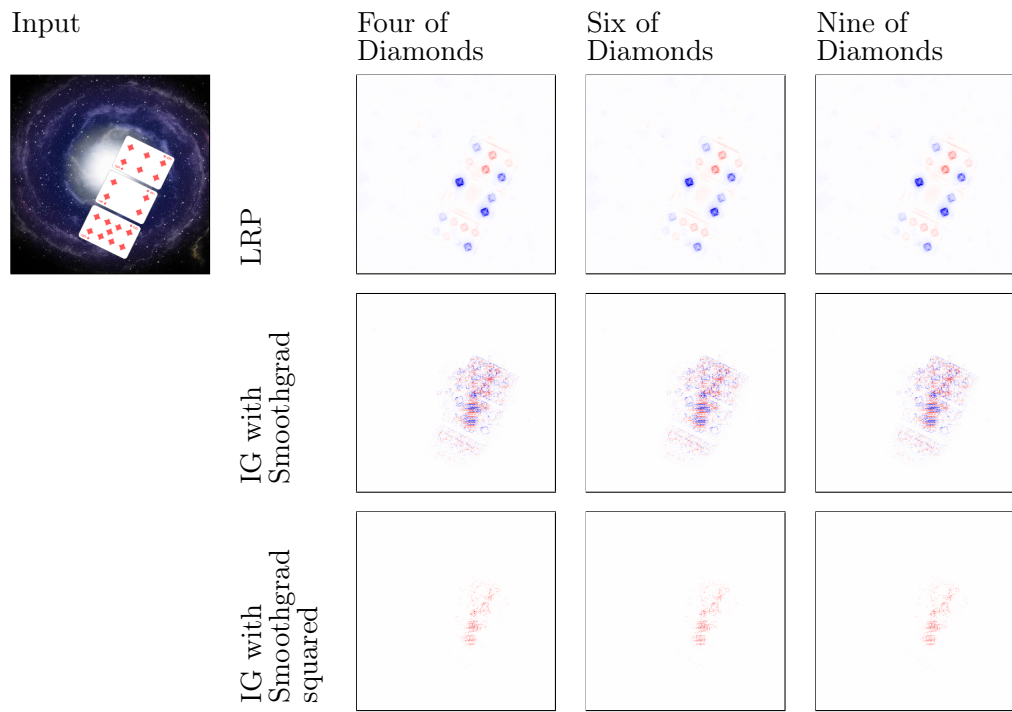 Input
Four of
Diamonds
Six of
Diamonds
Nine of
Diamonds
LRP
IG with
Smoothgrad
IG with
Smoothgrad
squared